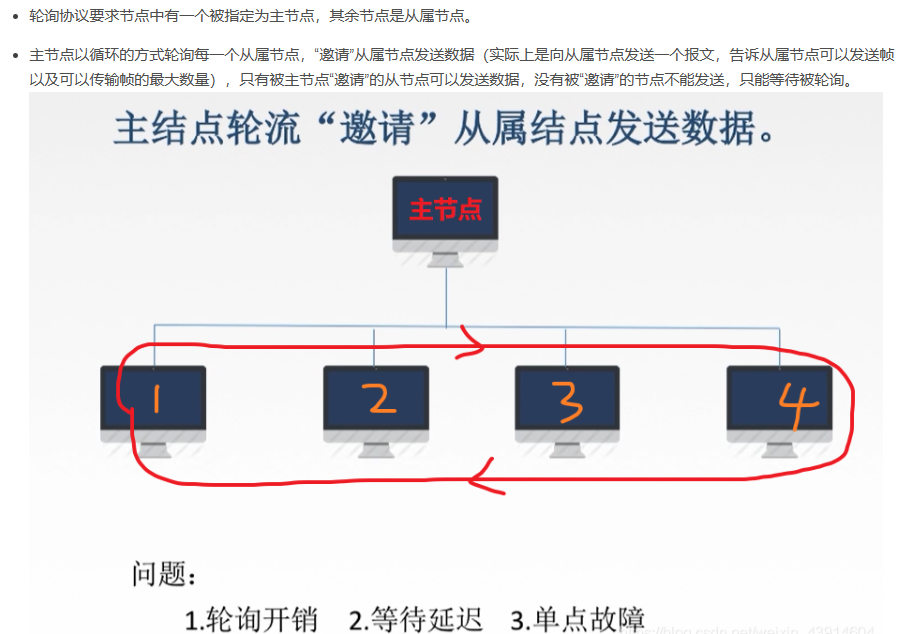 轮询协议要求节点中有一个被指定为主节点，其余节点是从属节点。
主节点以循环的方式轮询每一个从属节点，“邀请”从属节点发送数据（实际上是向从属节点发送一个报文，告诉从属节点可以发送帧
以及可以传输帧的最大数量），只有被主节点“邀请”的从节点可以发送数据，没有被“邀请”的节点不能发送，只能等待被轮询。
主结点轮流“邀请”从属结点发送数据。
主节点
1 2 3 4
问题：
1.轮询开销 2.等待延迟 3.单点故障